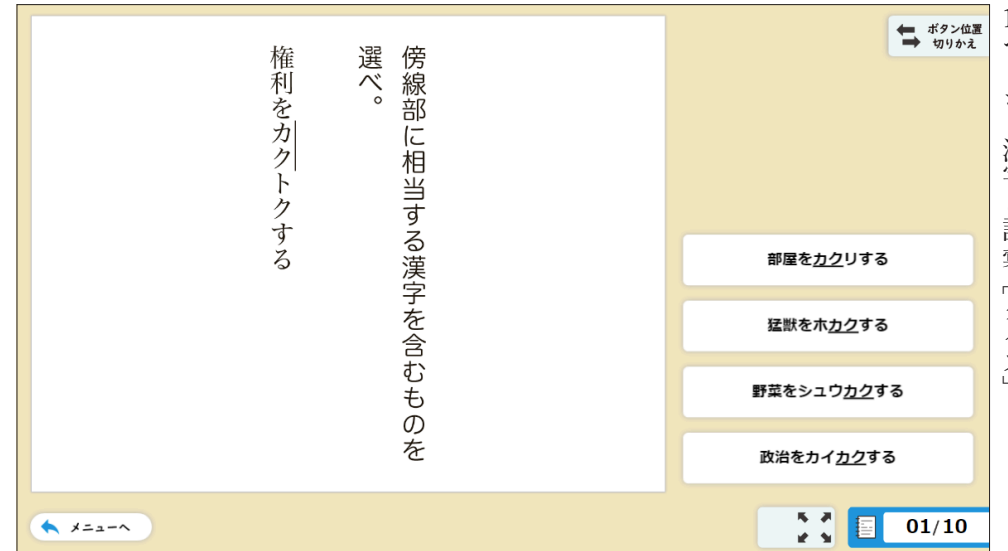 傍線部に相当する漢字を含むものを
選べ。
権利をカクトクする
ボタン位置
切りかえ
部屋をカクリする
猛獣をホカクする
野菜をシュウカクする
政治をカイカクする
メニューへ
01/10